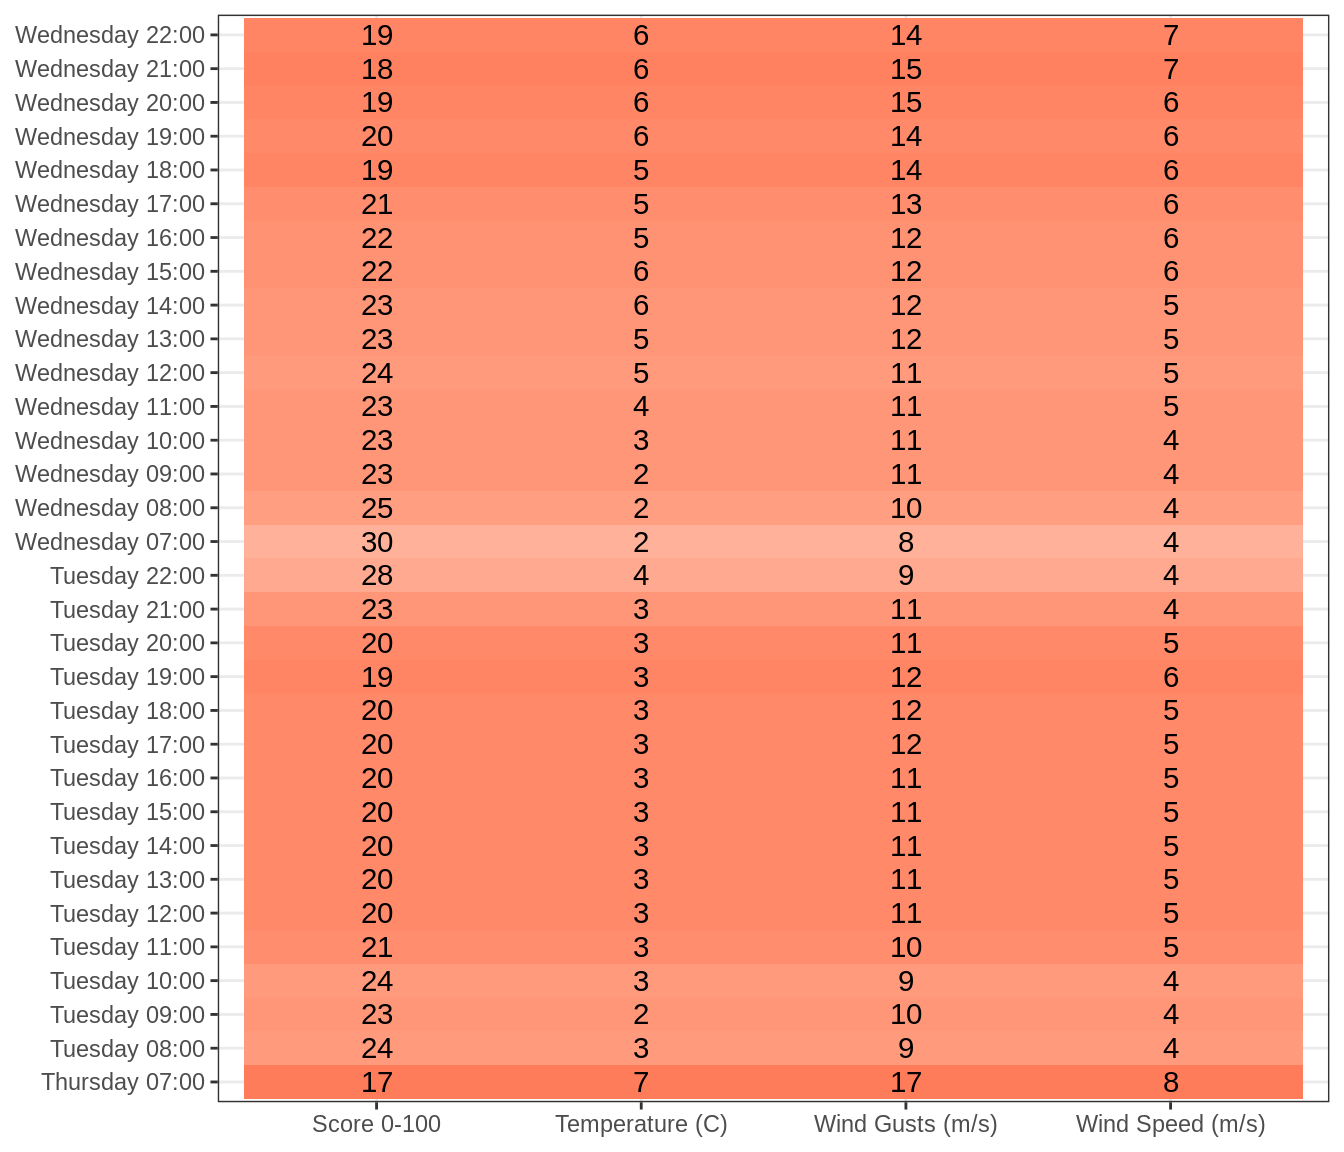 Wednesday 22:00 19 6 14 7
Wednesday 21:00 18 6 15 7
Wednesday 20:00 19 6 15 6
Wednesday 19:00 20 6 14 6
Wednesday 18:00 19 5 14 6
Wednesday 17:00 21 5 13 6
Wednesday 16:00 22 5 12 6
Wednesday 15:00 22 6 12 6
Wednesday 14:00 23 6 12 5
Wednesday 13:00 23 5 12 5
Wednesday 12:00 24 5 11 5
Wednesday 11:00 23 4 11 5
Wednesday 10:00 23 3 11 4
Wednesday 09:00 23 2 11 4
Wednesday 08:00 25 2 10 4
Wednesday 07:00 30 2 8 4
Tuesday 22:00 28 4 9 4
Tuesday 21:00 23 3 11 4
Tuesday 20:00 20 3 11 5
Tuesday 19:00 19 3 12 6
Tuesday 18:00 20 3 12 5
Tuesday 17:00 20 3 12 5
Tuesday 16:00 20 3 11 5
Tuesday 15:00 20 3 11 5
Tuesday 14:00 20 3 11 5
Tuesday 13:00 20 3 11 5
Tuesday 12:00 20 3 11 5
Tuesday 11:00 21 3 10 5
Tuesday 10:00 24 3 9 4
Tuesday 09:00 23 2 10 4
Tuesday 08:00 24 3 9 4
Thursday 07:00 17 7 17 8
Score 0-100 Temperature (C) Wind Gusts (m/s) Wind Speed (m/s)